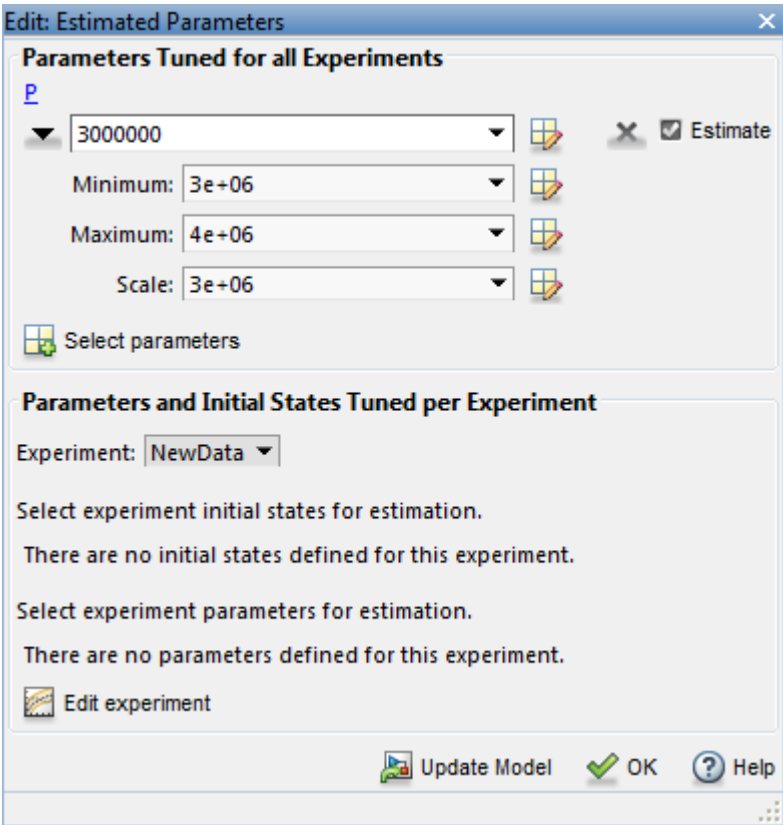 Edit: Estimated Parameters
Parameters Tuned for all Experiments
P
3000000 Estimate
Minimum: 3e+06
Maximum: 4e+06
Scale: 3e+06
Select parameters
Parameters and Initial States Tuned per Experiment
Experiment: NewData
Select experiment initial states for estimation.
There are no initial states defined for this experiment.
Select experiment parameters for estimation.
There are no parameters defined for this experiment.
Edit experiment
Update Model OK ? Help